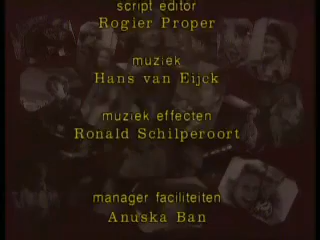 script editor
Rogier Proper
muziek
Hans van Eijck
muziek effecten
Ronald Schilperoort
manager faciliteiten
Anuska Ban